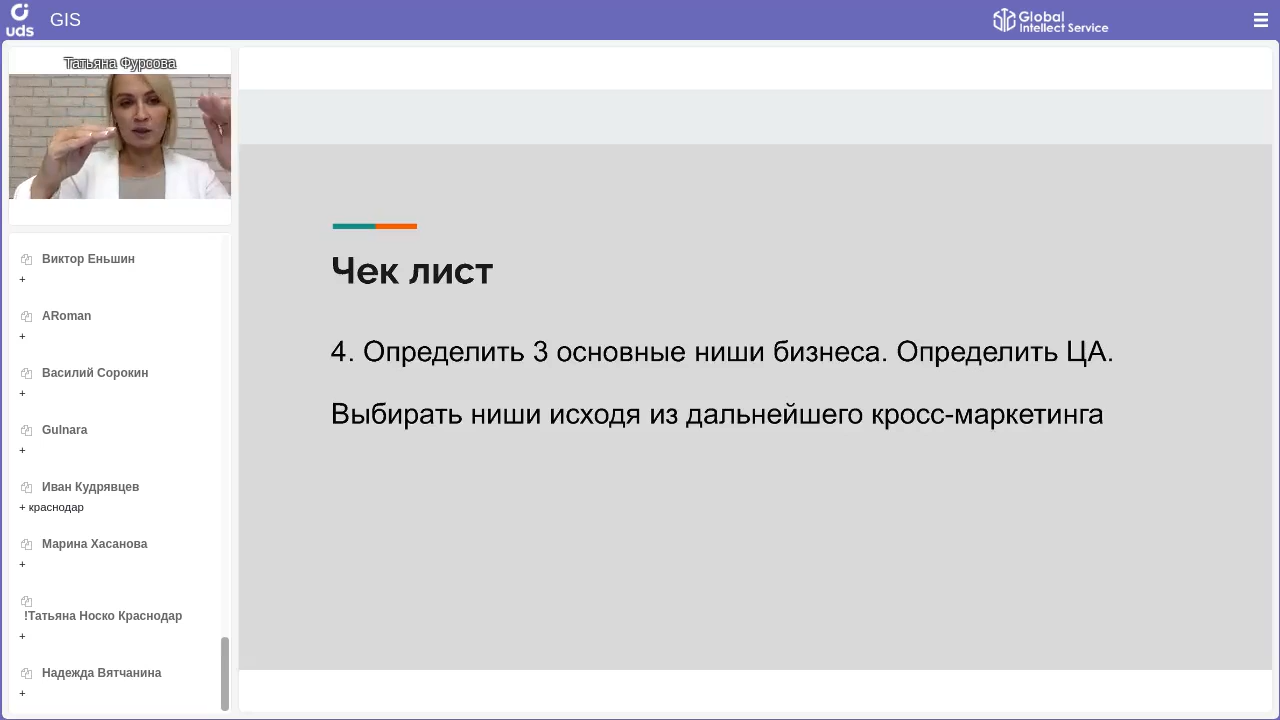 uds
GIS
Global
Intellect Service
Татьяна Фурсова
Виктор Еньшин
+
ARoman
+
Василий Сорокин
+
Gulnara
+
Иван Кудрявцев
+ краснодар
Марина Хасанова
+
!Татьяна Носко Краснодар
+
Надежда Вятчанина
+
Чек лист
4. Определить 3 основные ниши бизнеса. Определить ЦА.
Выбирать ниши исходя из дальнейшего кросс-маркетинга